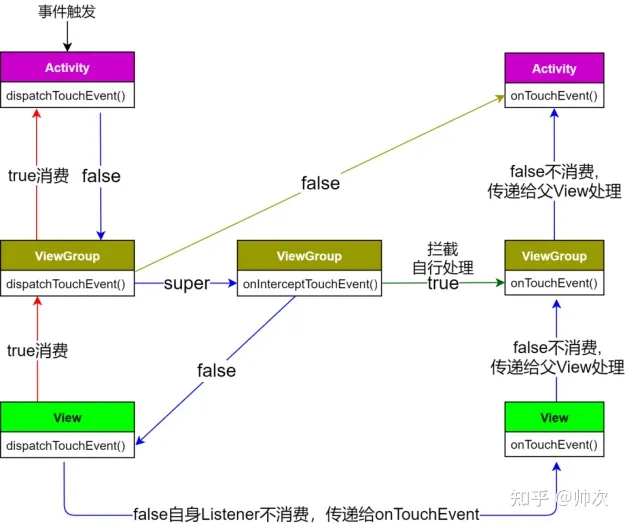 事件触发
Activity
dispatchTouchEvent()
Activity
onTouchEvent()
true消费
false
false
false不消费,
传递给父View处理
ViewGroup
dispatchTouchEvent()
super
ViewGroup
onInterceptTouchEvent()
拦截
自行处理
true
ViewGroup
onTouchEvent()
true消费
false
false不消费,
传递给父View处理
View
dispatchTouchEvent()
View
onTouchEvent()
false自身Listener不消费，传递给onTouchEvent
知乎 @帅次